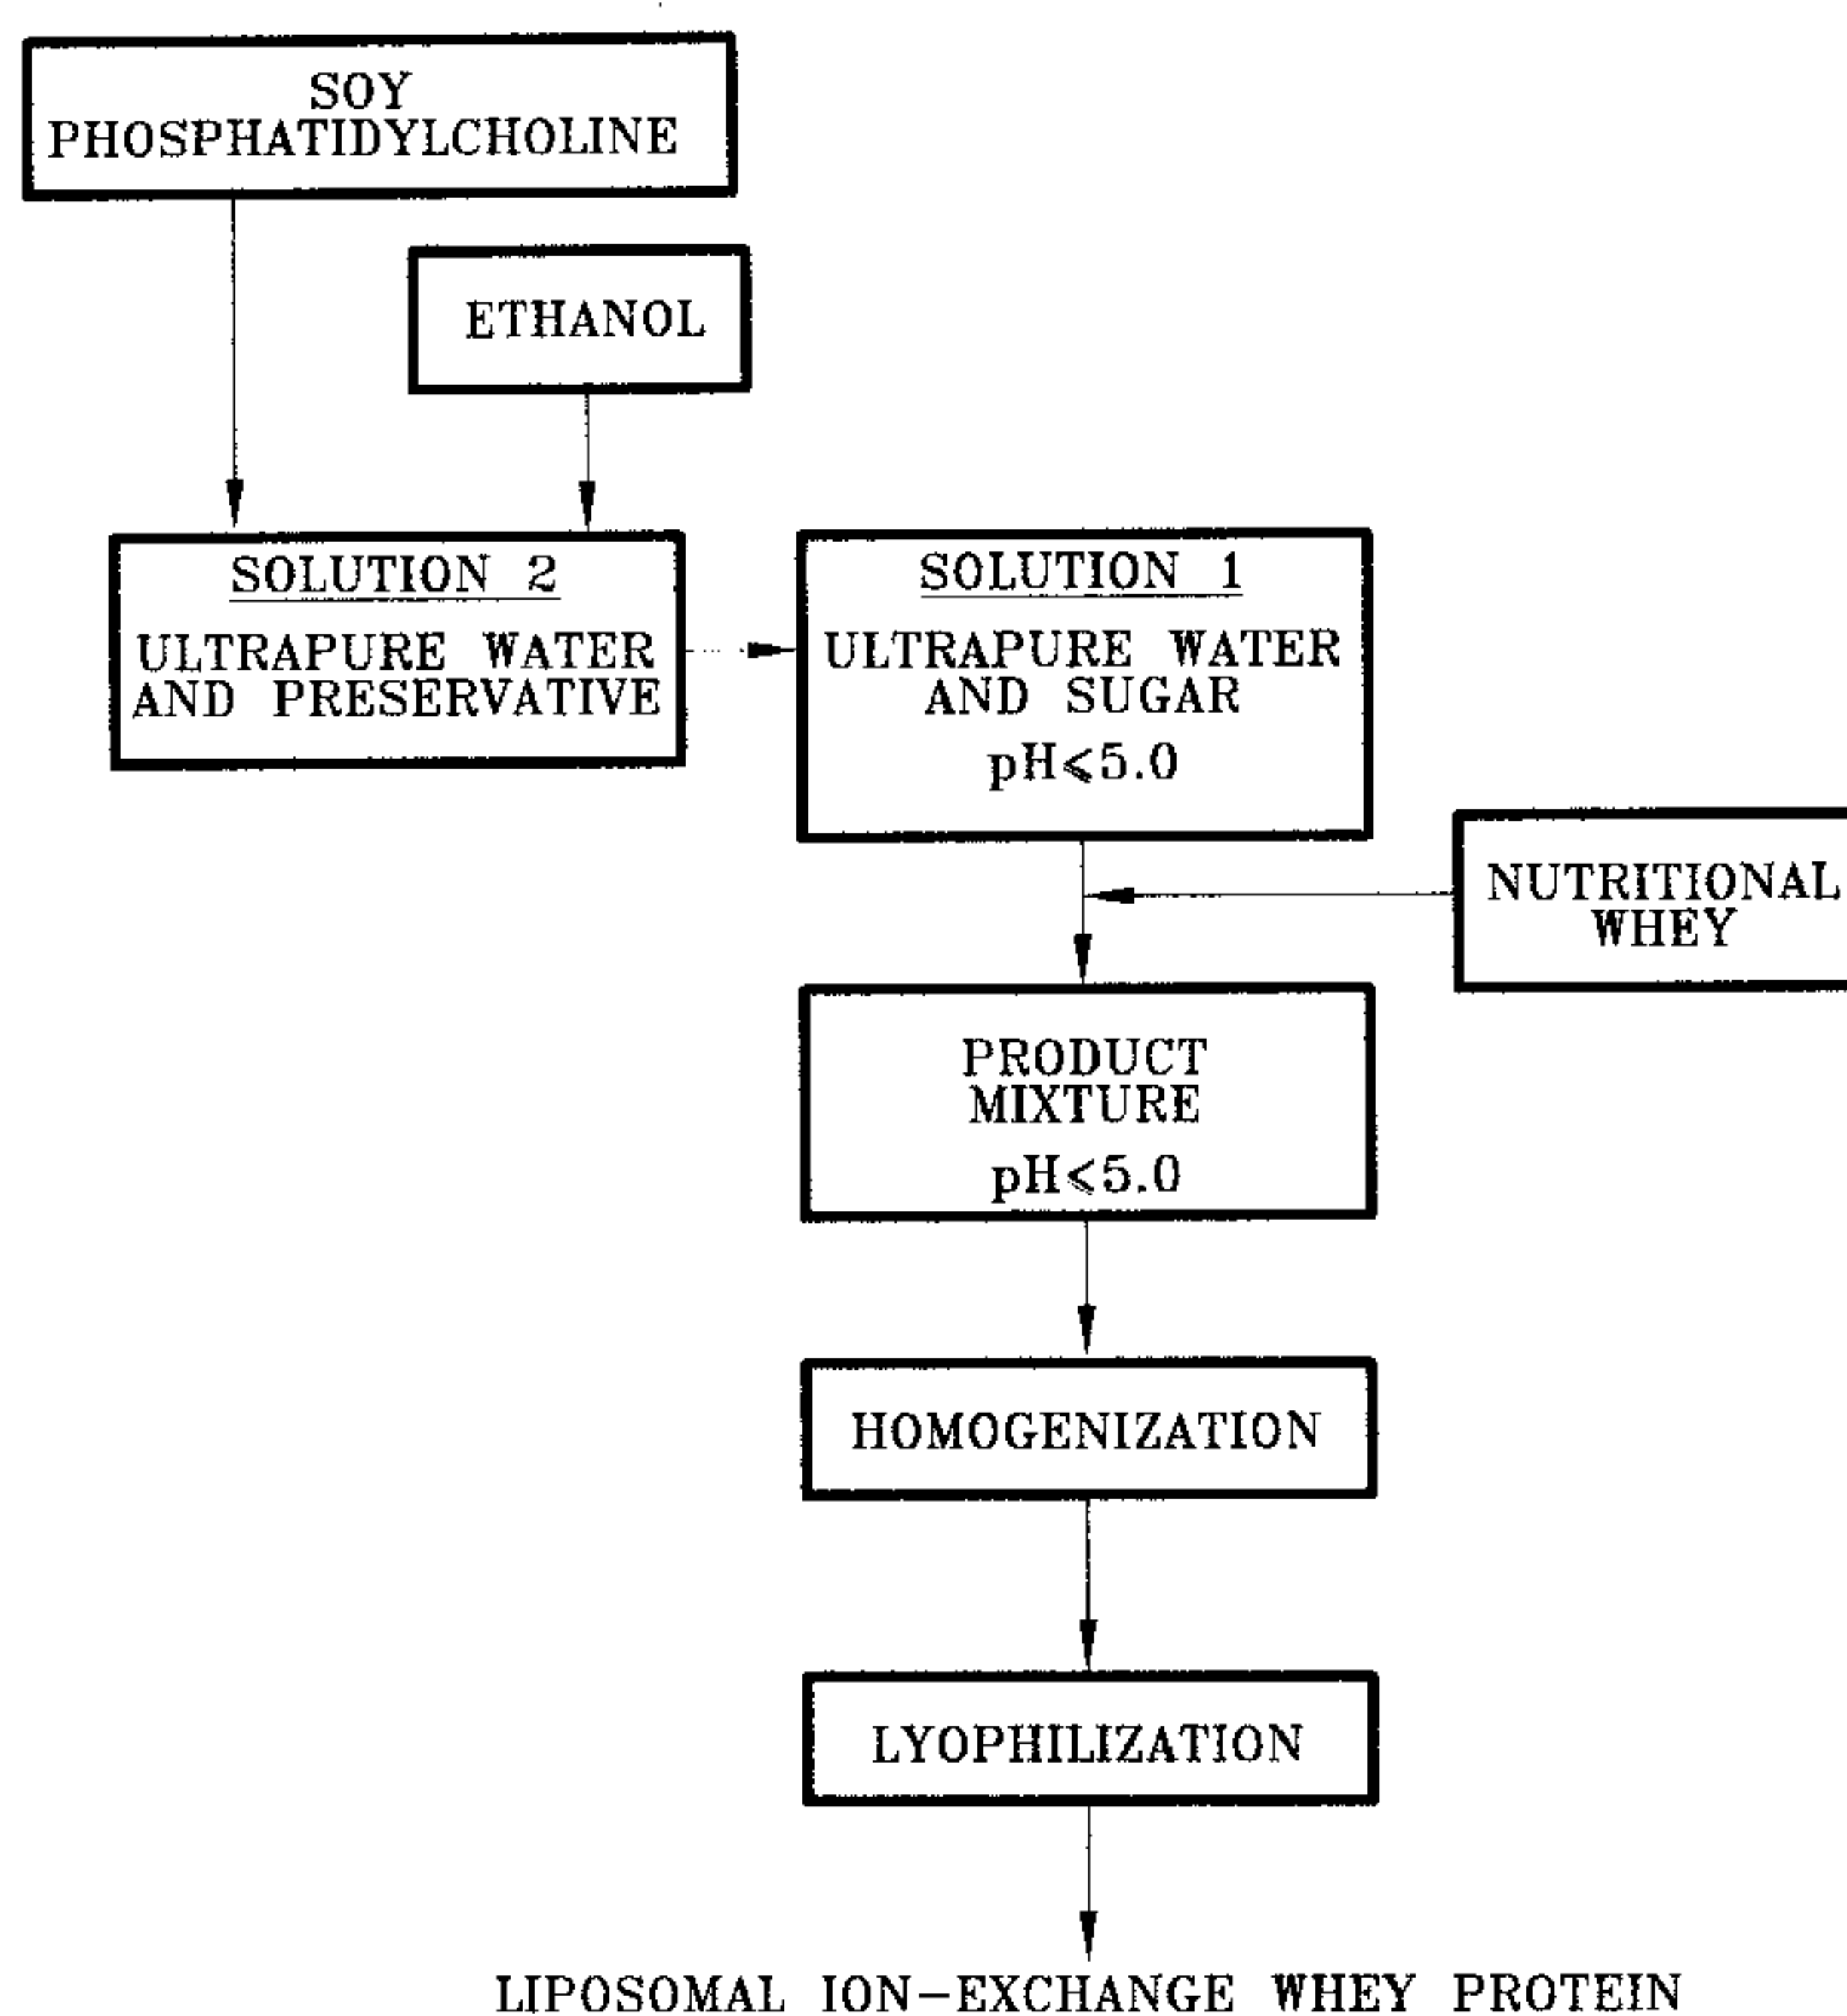 SOY
PHOSPHATIDYLCHOLINE
ETHANOL
SOLUTION 2
ULTRAPURE WATER
AND PRESERVATIVE
SOLUTION 1
ULTRAPURE WATER
AND SUGAR
pH⩽5.0
NUTRITIONAL
WHEY
PRODUCT
MIXTURE
pH⩽5.0
HOMOGENIZATION
LYOPHILIZATION
LIPOSOMAL ION-EXCHANGE WHEY PROTEIN